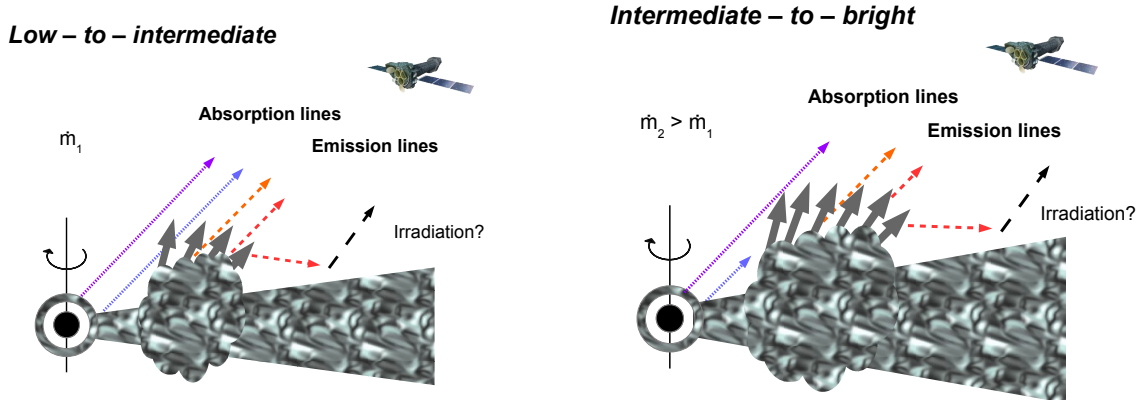 Low – to – intermediate
Absorption lines
ṁ₁
Emission lines
Irradiation?
Intermediate – to – bright
Absorption lines
ṁ₂ > ṁ₁
Emission lines
Irradiation?